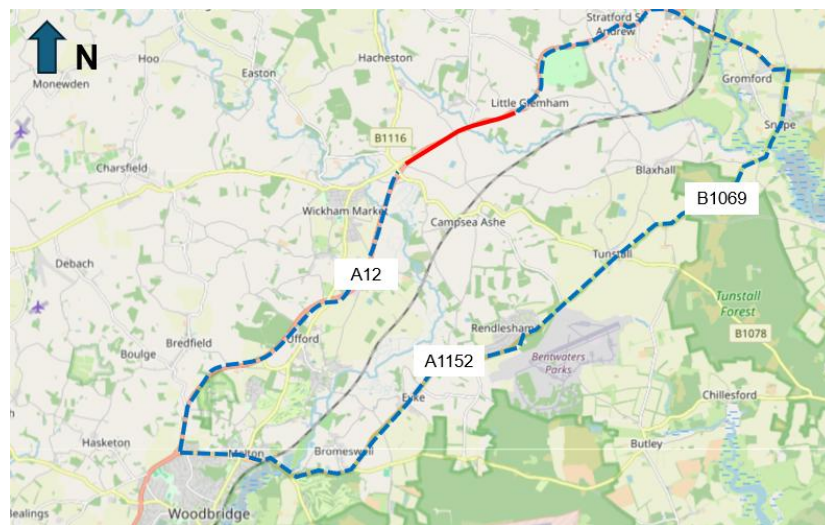 N
Hoo
Monewden
Hacheston
Stratford S
Andrew
Easton
Gromford
Little Glemham
B1116
Snape
Charsfield
Blaxhall
Wickham Market
B1069
Campsea Ashe
Debach
A12
Tunstall
Tunstall
Forest
Rendlesham
B1078
Bredfield
Ufford
Boulge
A1152
Bentwaters
Parks
Eyke
Chillesford
Hasketon
Melton
Bromeswell
Butley
Woodbridge
ealings